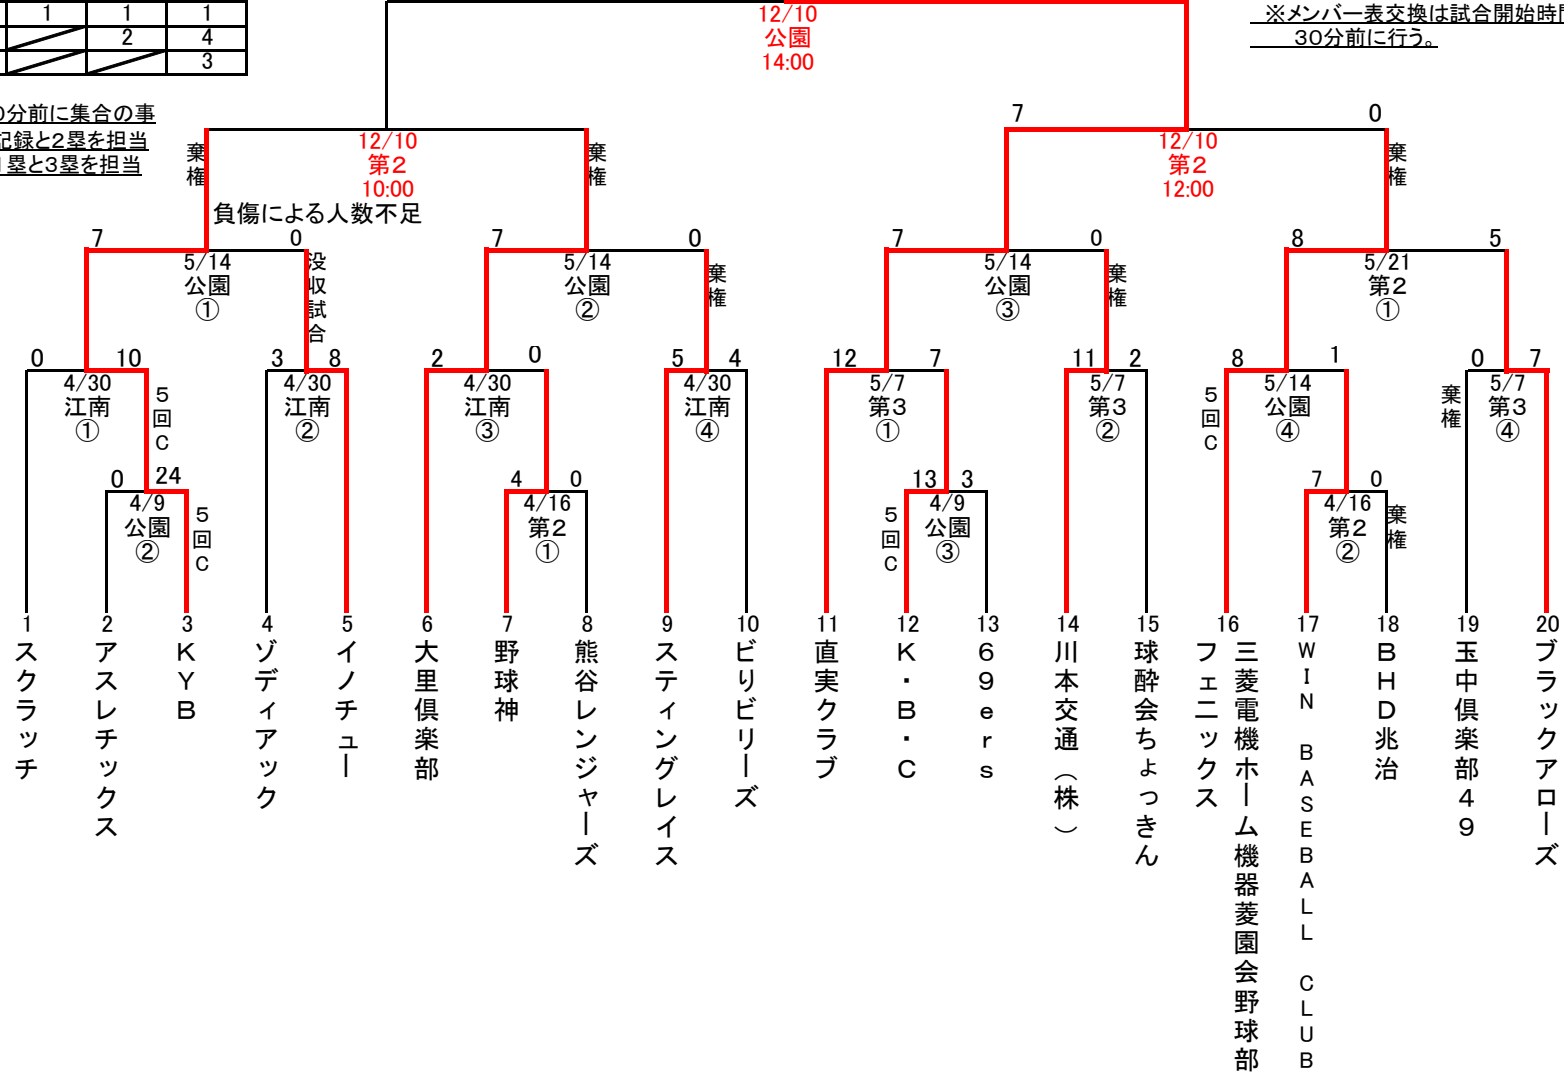 1 1 1
2 4
3
0分前に集合の事
記録と2塁を担当
塁と3塁を担当
※メンバー表交換は試合開始時間
30分前に行う。
12/10
公園
14:00
7 0
棄権
12/10
第2
10:00
棄権
12/10
第2
12:00
棄権
負傷による人数不足
7 0
5/14
公園
①
没収試合
7 0
5/14
公園
②
棄権
7 0
5/14
公園
③
棄権
8 5
5/21
第2
①
0 10
4/30
江南
①
5回C
3 8
4/30
江南
②
2 0
4/30
江南
③
5 4
4/30
江南
④
12 7
5/7
第3
①
11 2
5/7
第3
②
8 1
5回C
5/14
公園
④
0 7
棄権
5/7
第3
④
0 24
4/9
公園
②
5回C
4 0
4/16
第2
①
13 3
5回C
4/9
公園
③
7 0
4/16
第2
②
棄権
1 スクラッチ
2 アスレチックス
3 KYB
4 ゾディアック
5 イノチュー
6 大里倶楽部
7 野球神
8 熊谷レンジャーズ
9 スティングレイス
10 ビリビリーズ
11 直実クラブ
12 K・B・C
13 69ers
14 川本交通（株）
15 球酔会ちょっきん
16 三菱電機ホーム機器菱園会野球部
フェニックス
17 WIN BASEBALL CLUB
18 BHD兆治
19 玉中倶楽部49
20 ブラックアローズ